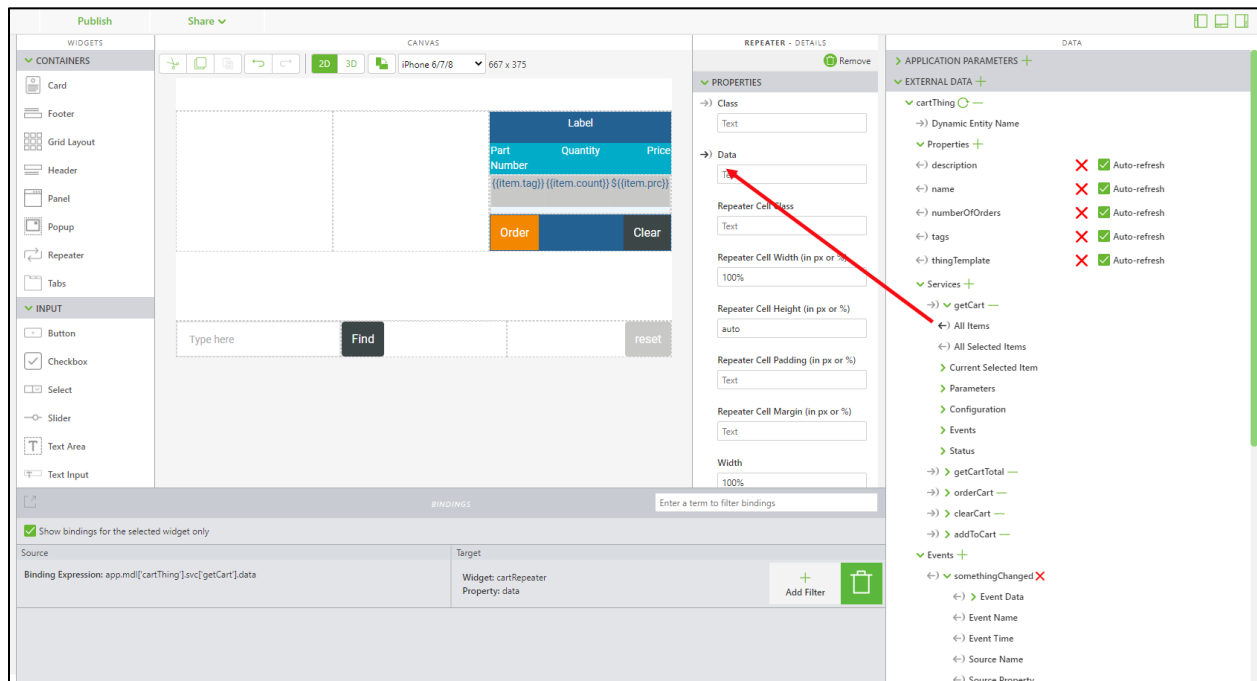 Publish
Share
WIDGETS
CANVAS
REPEATER - DETAILS
DATA
CONTAINERS
Card
Footer
Grid Layout
Header
Panel
Popup
Repeater
Tabs
INPUT
Button
Checkbox
Select
Slider
Text Area
Text Input
2D
3D
iPhone 6/7/8
667 x 375
Label
Part Number
Quantity
Price
{{item.tag}} {{item.count}} ${{item.prc}}
Order
Clear
Type here
Find
reset
Remove
PROPERTIES
Class
Text
Data
Repeater Cell Class
Text
Repeater Cell Width (in px or %)
100%
Repeater Cell Height (in px or %)
auto
Repeater Cell Padding (in px or %)
Text
Repeater Cell Margin (in px or %)
Text
Width
100%
APPLICATION PARAMETERS
EXTERNAL DATA
cartThing
Dynamic Entity Name
Properties
description Auto-refresh
name Auto-refresh
numberOfOrders Auto-refresh
tags Auto-refresh
thingTemplate Auto-refresh
Services
getCart
All Items
All Selected Items
Current Selected Item
Parameters
Configuration
Events
Status
getCartTotal
orderCart
clearCart
addToCart
Events
somethingChanged
Event Data
Event Name
Event Time
Source Name
Source Property
BINDINGS
Enter a term to filter bindings
Show bindings for the selected widget only
Source
Target
Binding Expression: app.mdl['cartThing'].svc['getCart'].data
Widget: cartRepeater
Property: data
Add Filter